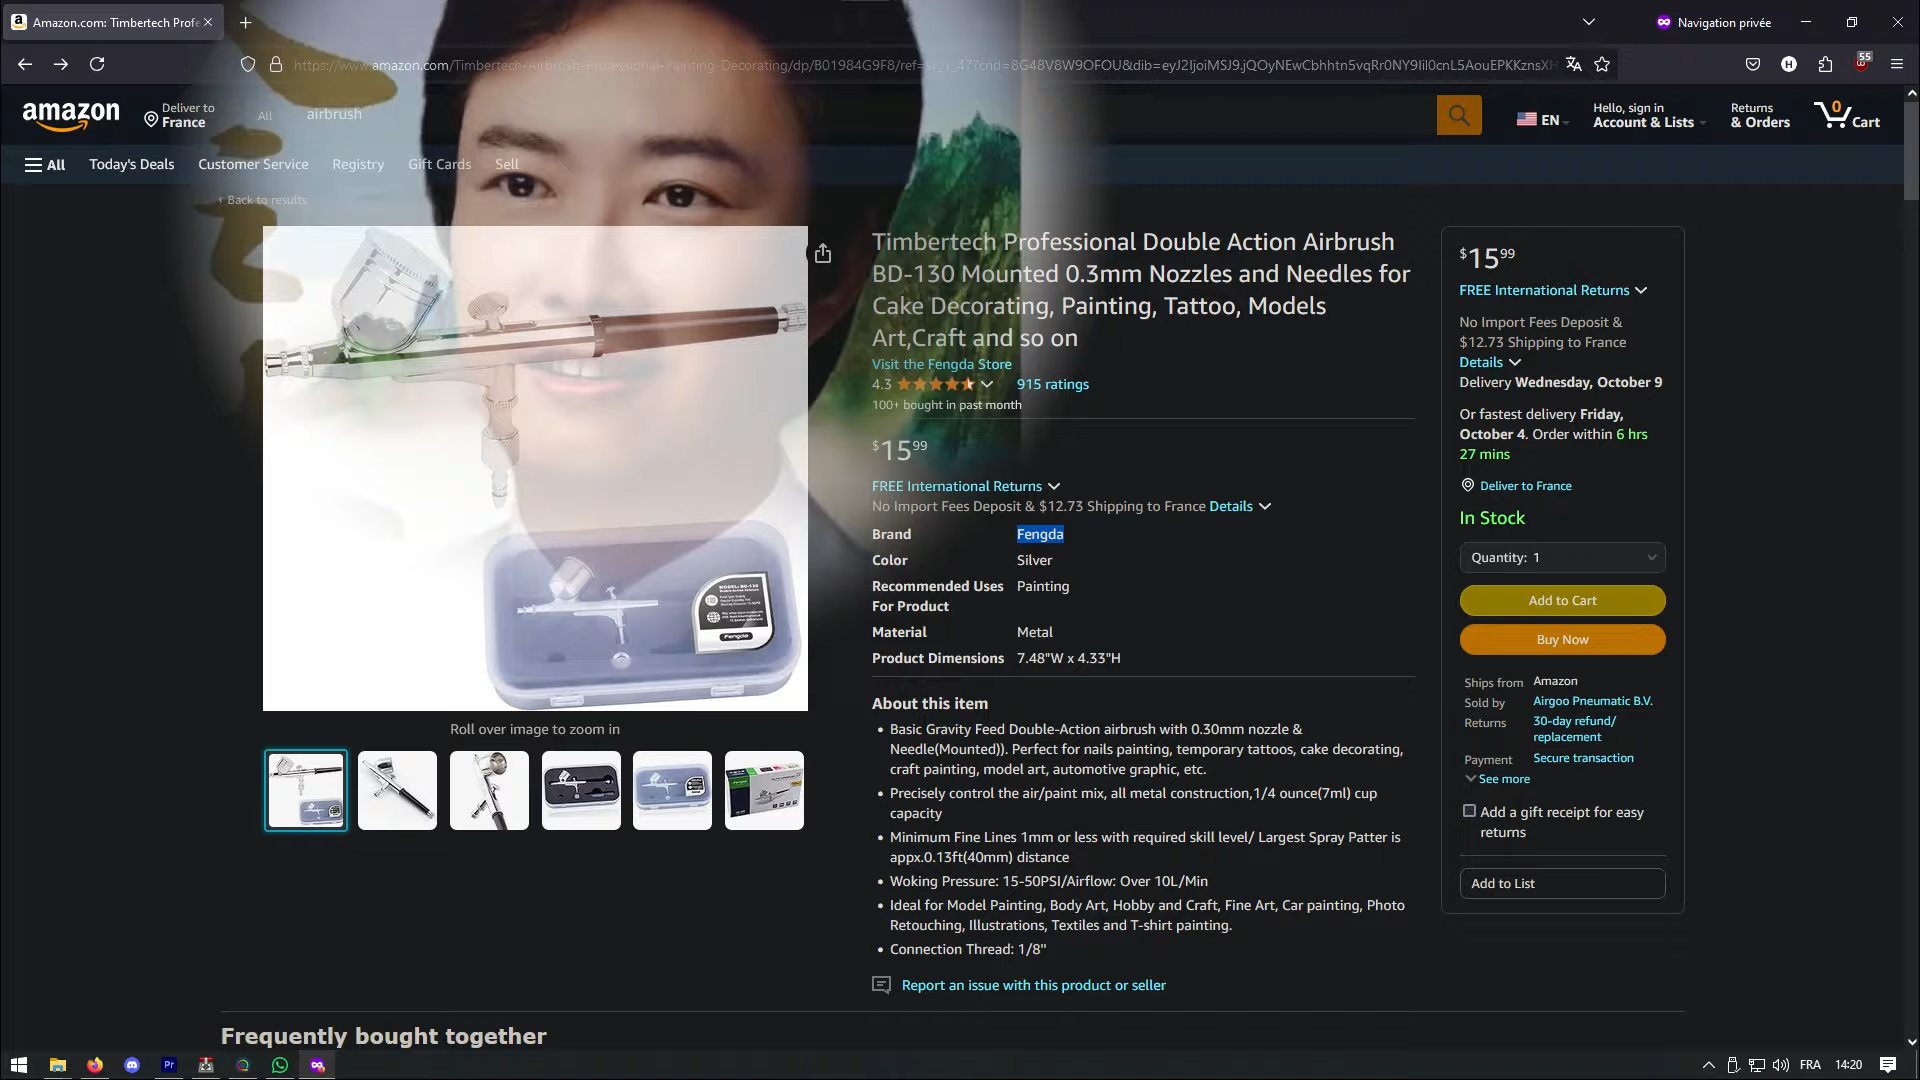 Amazon.com: Timbertech Profe
Navigation privée
amazon.com/Timbertech-Airbrush-Professional-Painting-Decorating/dp/B01984G9F8/
55
amazon
Deliver to
France
All
airbrush
EN
Hello, sign in
Account & Lists
Returns
& Orders
0
Cart
All
Today's Deals
Customer Service
Registry
Gift Cards
Sell
‹ Back to results
Timbertech Professional Double Action Airbrush
BD-130 Mounted 0.3mm Nozzles and Needles for
Cake Decorating, Painting, Tattoo, Models
Art,Craft and so on
Visit the Fengda Store
4.3
915 ratings
100+ bought in past month
$15 99
FREE International Returns
No Import Fees Deposit & $12.73 Shipping to France Details
Brand Fengda
Color Silver
Recommended Uses Painting
For Product
Material Metal
Product Dimensions 7.48"W x 4.33"H
About this item
• Basic Gravity Feed Double-Action airbrush with 0.30mm nozzle &
Needle(Mounted)). Perfect for nails painting, temporary tattoos, cake decorating,
craft painting, model art, automotive graphic, etc.
• Precisely control the air/paint mix, all metal construction,1/4 ounce(7ml) cup
capacity
• Minimum Fine Lines 1mm or less with required skill level/ Largest Spray Patter is
appx.0.13ft(40mm) distance
• Woking Pressure: 15-50PSI/Airflow: Over 10L/Min
• Ideal for Model Painting, Body Art, Hobby and Craft, Fine Art, Car painting, Photo
Retouching, Illustrations, Textiles and T-shirt painting.
• Connection Thread: 1/8''
Report an issue with this product or seller
MODEL: BD-130
Fengda
Roll over image to zoom in
$15 99
FREE International Returns
No Import Fees Deposit &
$12.73 Shipping to France
Details
Delivery Wednesday, October 9
Or fastest delivery Friday,
October 4. Order within 6 hrs
27 mins
Deliver to France
In Stock
Quantity: 1
Add to Cart
Buy Now
Ships from Amazon
Sold by Airgoo Pneumatic B.V.
Returns 30-day refund/
replacement
Payment Secure transaction
See more
Add a gift receipt for easy
returns
Add to List
Frequently bought together
Pr
FRA
14:20